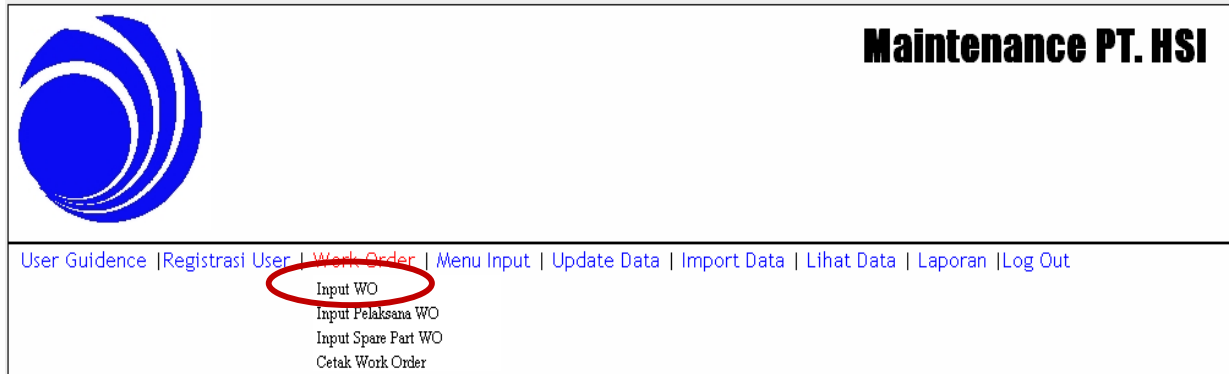 Maintenance PT. HSI
User Guidence |Registrasi User | Work Order | Menu Input | Update Data | Import Data | Lihat Data | Laporan |Log Out
Input WO
Input Pelaksana WO
Input Spare Part WO
Cetak Work Order